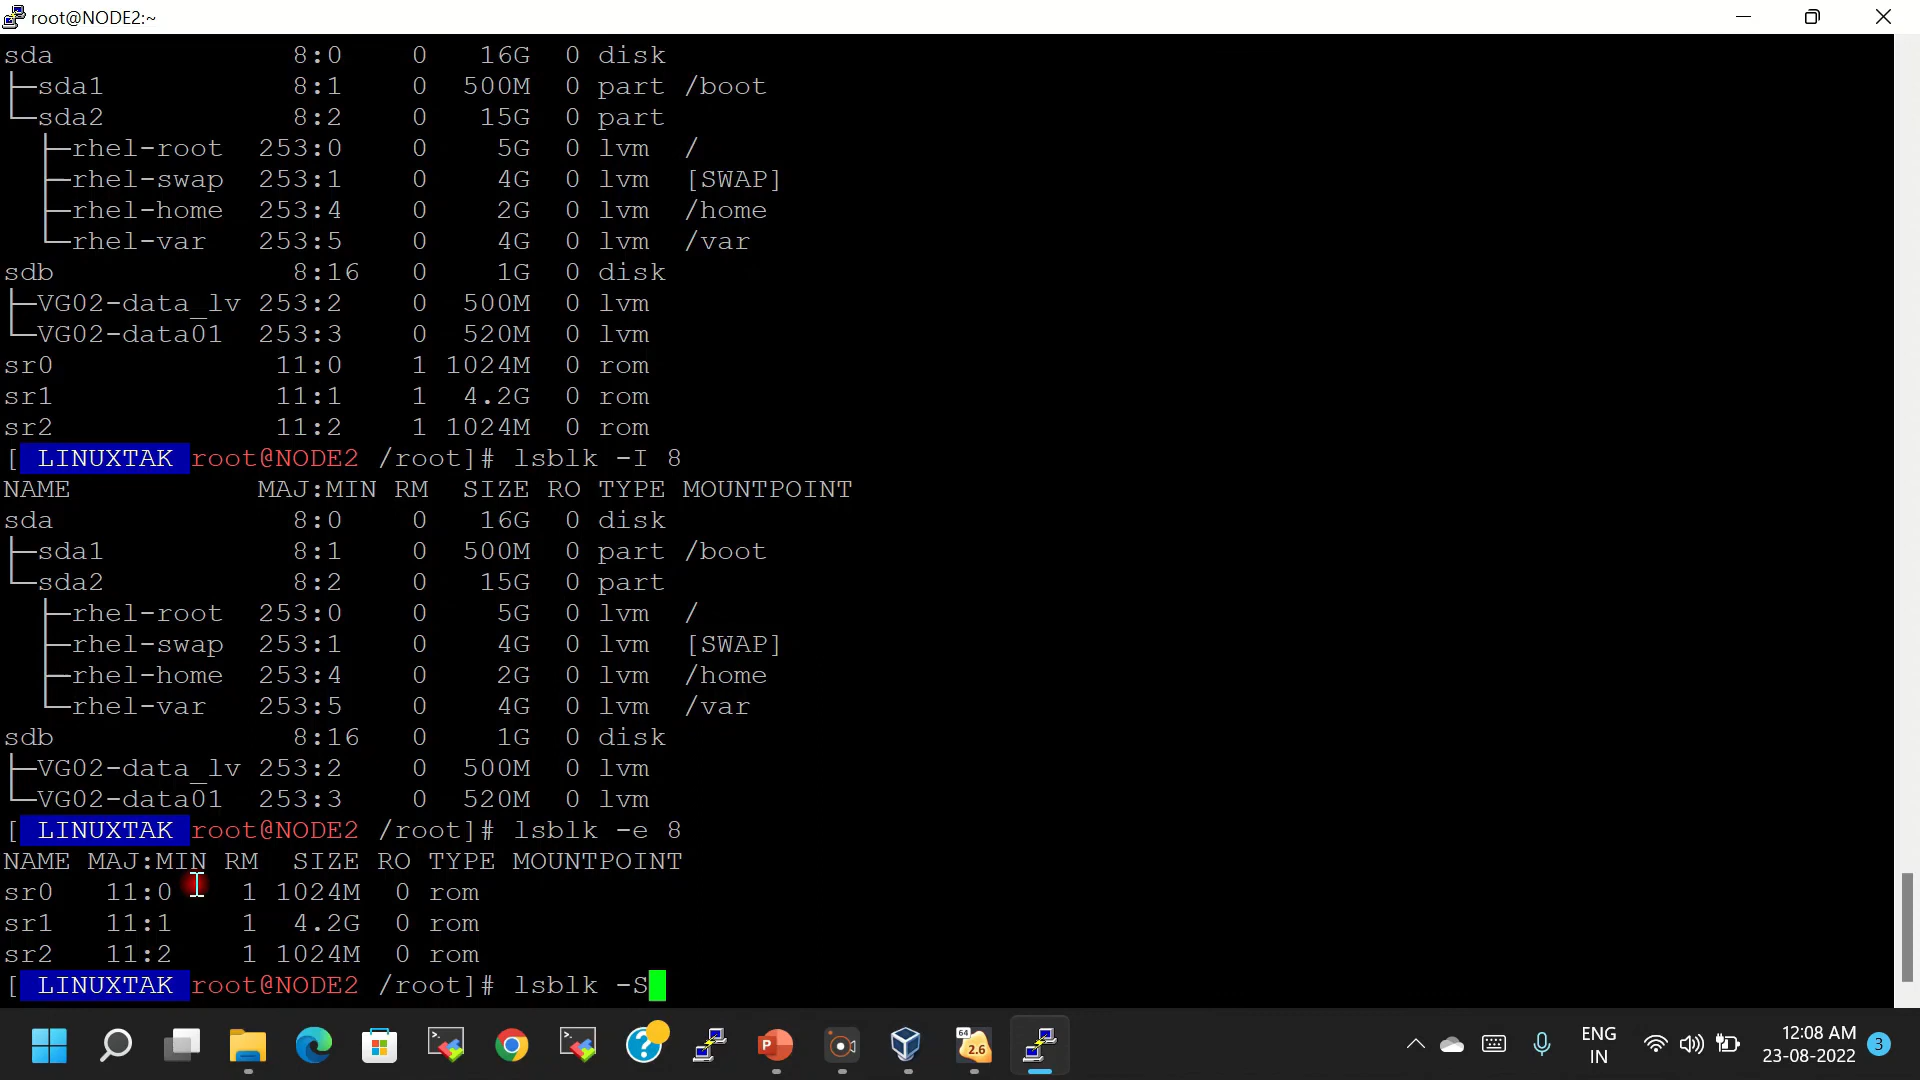 root@NODE2:~
sda 8:0 0 16G 0 disk
├─sda1 8:1 0 500M 0 part /boot
└─sda2 8:2 0 15G 0 part
├─rhel-root 253:0 0 5G 0 lvm /
├─rhel-swap 253:1 0 4G 0 lvm [SWAP]
├─rhel-home 253:4 0 2G 0 lvm /home
└─rhel-var 253:5 0 4G 0 lvm /var
sdb 8:16 0 1G 0 disk
├─VG02-data_lv 253:2 0 500M 0 lvm
└─VG02-data01 253:3 0 520M 0 lvm
sr0 11:0 1 1024M 0 rom
sr1 11:1 1 4.2G 0 rom
sr2 11:2 1 1024M 0 rom
[ LINUXTAK root@NODE2 /root]# lsblk -I 8
NAME MAJ:MIN RM SIZE RO TYPE MOUNTPOINT
sda 8:0 0 16G 0 disk
├─sda1 8:1 0 500M 0 part /boot
└─sda2 8:2 0 15G 0 part
├─rhel-root 253:0 0 5G 0 lvm /
├─rhel-swap 253:1 0 4G 0 lvm [SWAP]
├─rhel-home 253:4 0 2G 0 lvm /home
└─rhel-var 253:5 0 4G 0 lvm /var
sdb 8:16 0 1G 0 disk
├─VG02-data_lv 253:2 0 500M 0 lvm
└─VG02-data01 253:3 0 520M 0 lvm
[ LINUXTAK root@NODE2 /root]# lsblk -e 8
NAME MAJ:MIN RM SIZE RO TYPE MOUNTPOINT
sr0 11:0 1 1024M 0 rom
sr1 11:1 1 4.2G 0 rom
sr2 11:2 1 1024M 0 rom
[ LINUXTAK root@NODE2 /root]# lsblk -S
64
2.6
ENG
IN
12:08 AM
23-08-2022
3